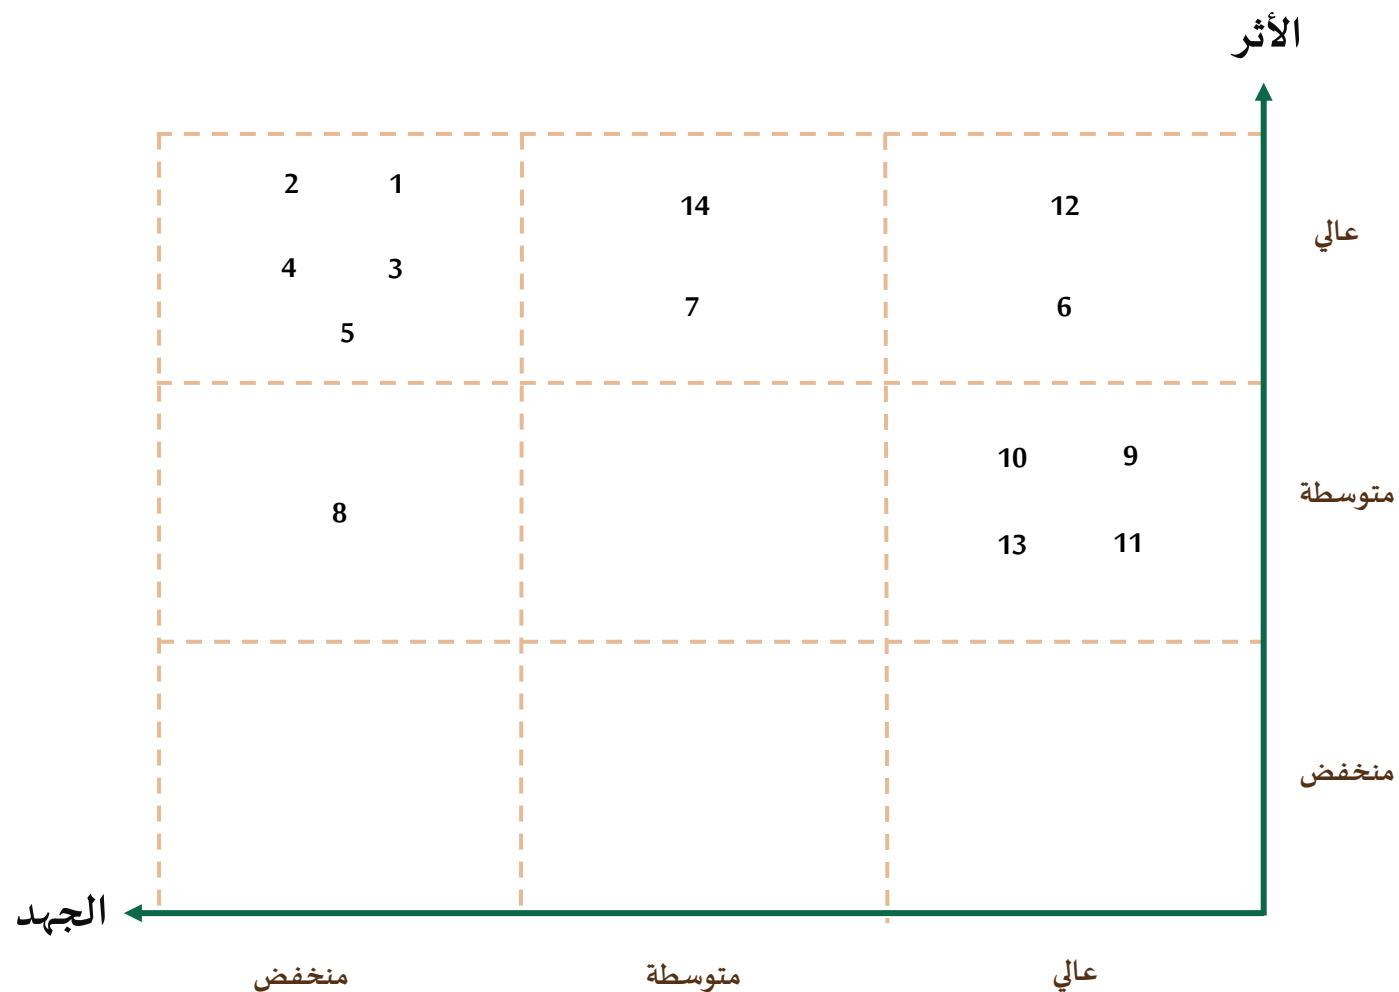 الأثر
1 2
14
12
عالي
3 4
7
6
5
9 10
متوسطة
8
11 13
منخفض
الجهد
عالي
متوسطة
منخفض